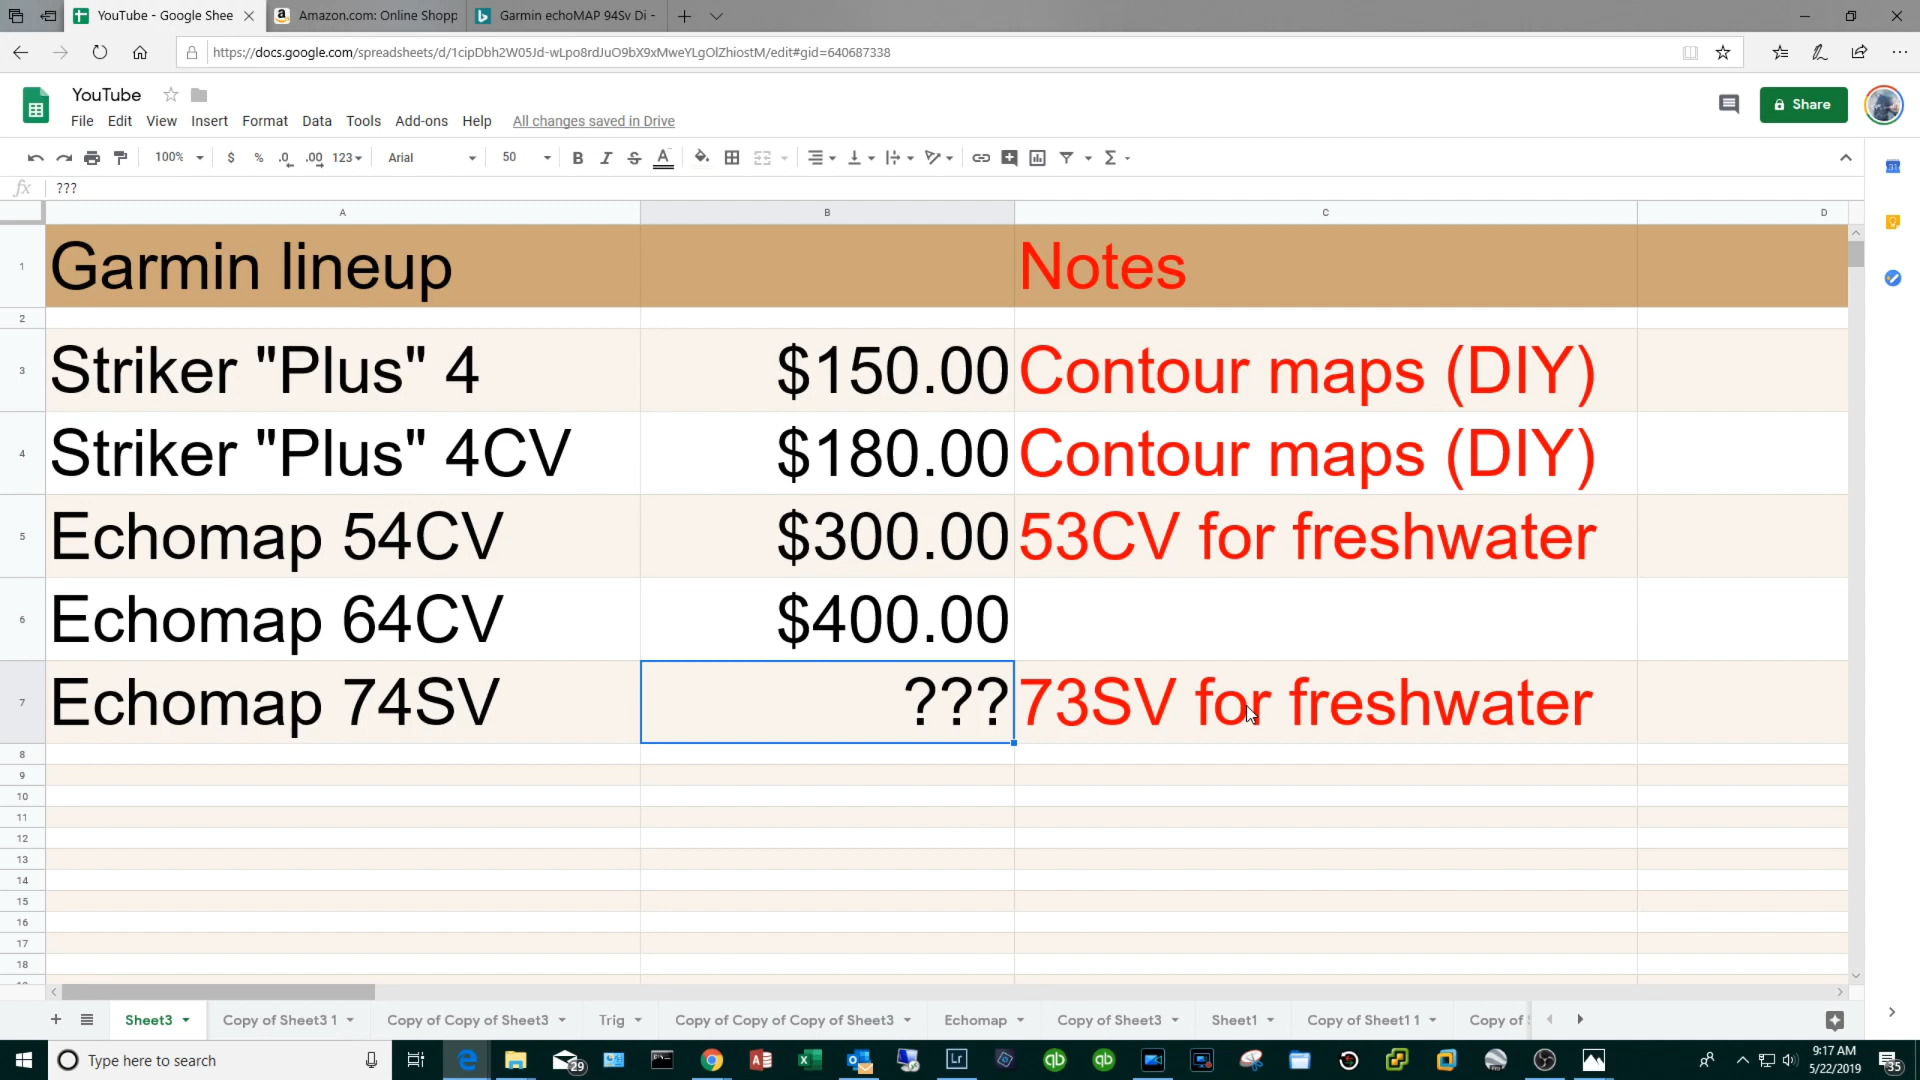 YouTube - Google Shee
Amazon.com: Online Shopp
Garmin echoMAP 94Sv Di -
https://docs.google.com/spreadsheets/d/1cipDbh2W05Jd-wLpo8rdJuO9bX9xMweYLgOlZhiostM/edit#gid=640687338
YouTube
Share
File Edit View Insert Format Data Tools Add-ons Help All changes saved in Drive
100% $ % .0 .00 123 Arial 50 B I S A Σ
fx ???
A B C D
1 Garmin lineup Notes
2
3 Striker "Plus" 4 $150.00 Contour maps (DIY)
4 Striker "Plus" 4CV $180.00 Contour maps (DIY)
5 Echomap 54CV $300.00 53CV for freshwater
6 Echomap 64CV $400.00
7 Echomap 74SV ??? 73SV for freshwater
8
9
10
11
12
13
14
15
16
17
18
Sheet3 Copy of Sheet3 1 Copy of Copy of Sheet3 Trig Copy of Copy of Copy of Sheet3 Echomap Copy of Sheet3 Sheet1 Copy of Sheet1 1 Copy of
Type here to search
29
Lr
qb
qb
9:17 AM
5/22/2019
35